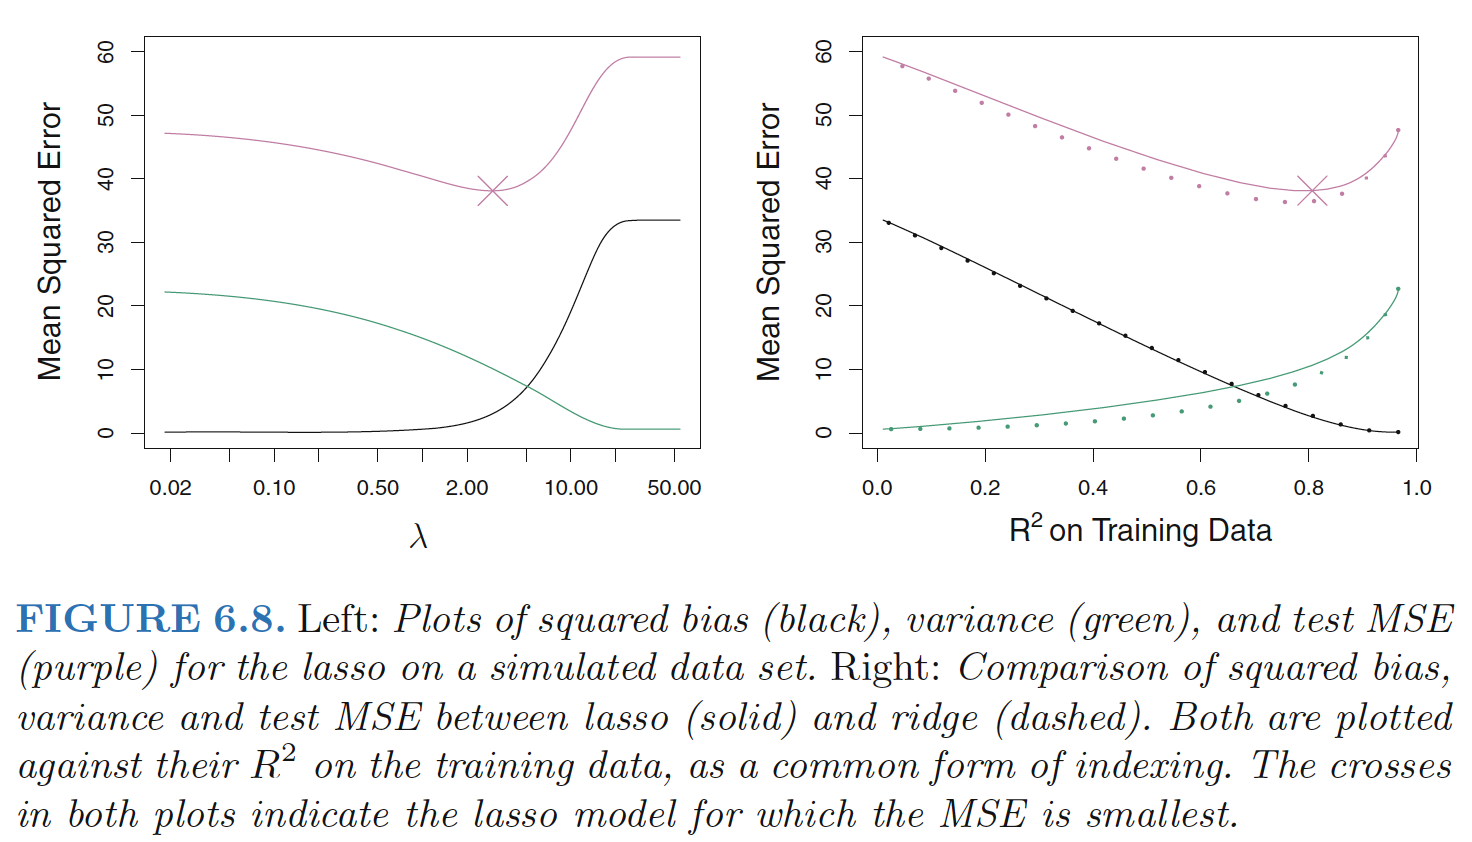 0 10 20 30 40 50 60
Mean Squared Error
0.02 0.10 0.50 2.00 10.00 50.00
λ
0 10 20 30 40 50 60
Mean Squared Error
0.0 0.2 0.4 0.6 0.8 1.0
R² on Training Data
FIGURE 6.8. Left: Plots of squared bias (black), variance (green), and test MSE
(purple) for the lasso on a simulated data set. Right: Comparison of squared bias,
variance and test MSE between lasso (solid) and ridge (dashed). Both are plotted
against their R² on the training data, as a common form of indexing. The crosses
in both plots indicate the lasso model for which the MSE is smallest.